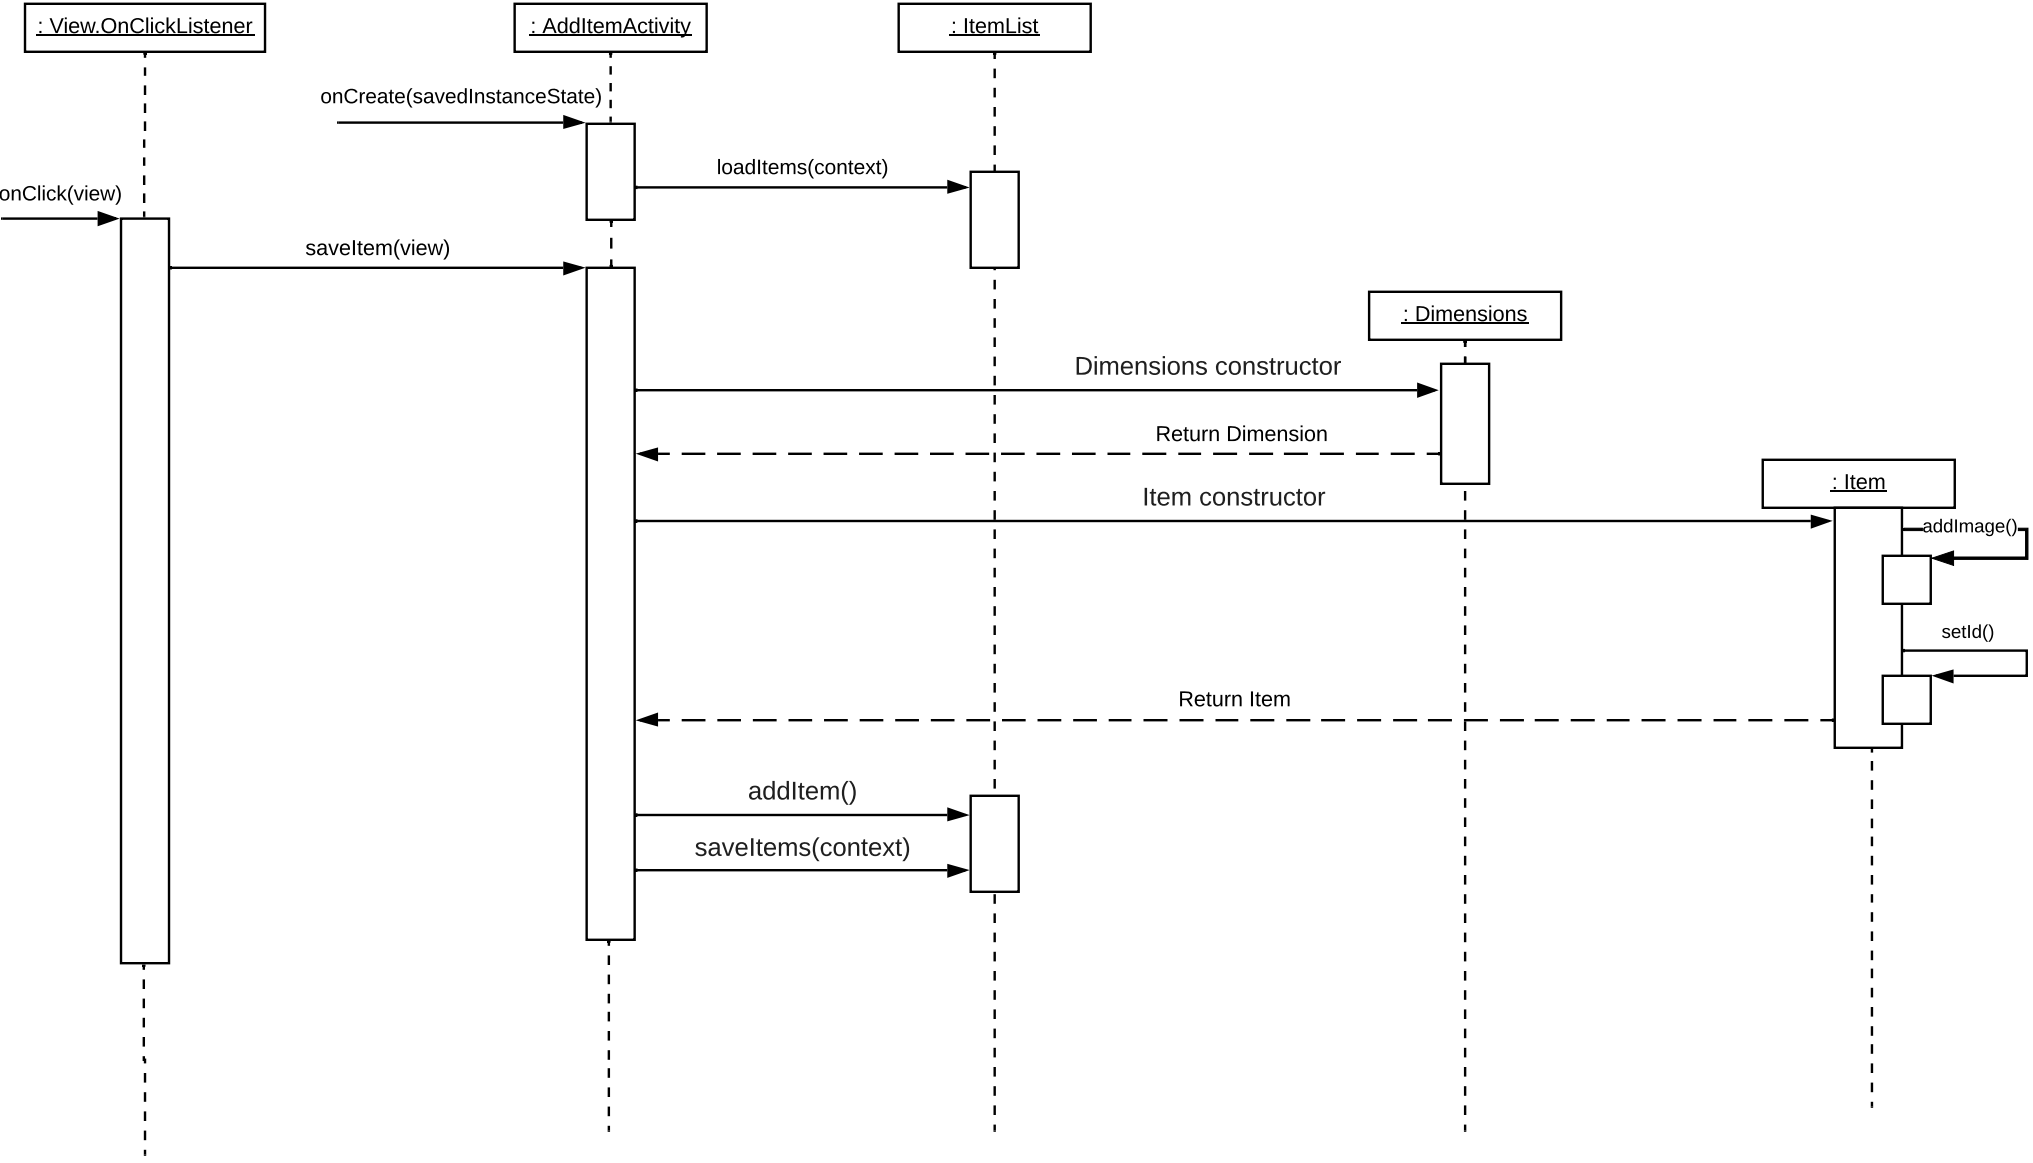 : View.OnClickListener
: AddItemActivity
: ItemList
onCreate(savedInstanceState)
loadItems(context)
onClick(view)
saveItem(view)
: Dimensions
Dimensions constructor
Return Dimension
: Item
Item constructor
addImage()
setId()
Return Item
addItem()
saveItems(context)